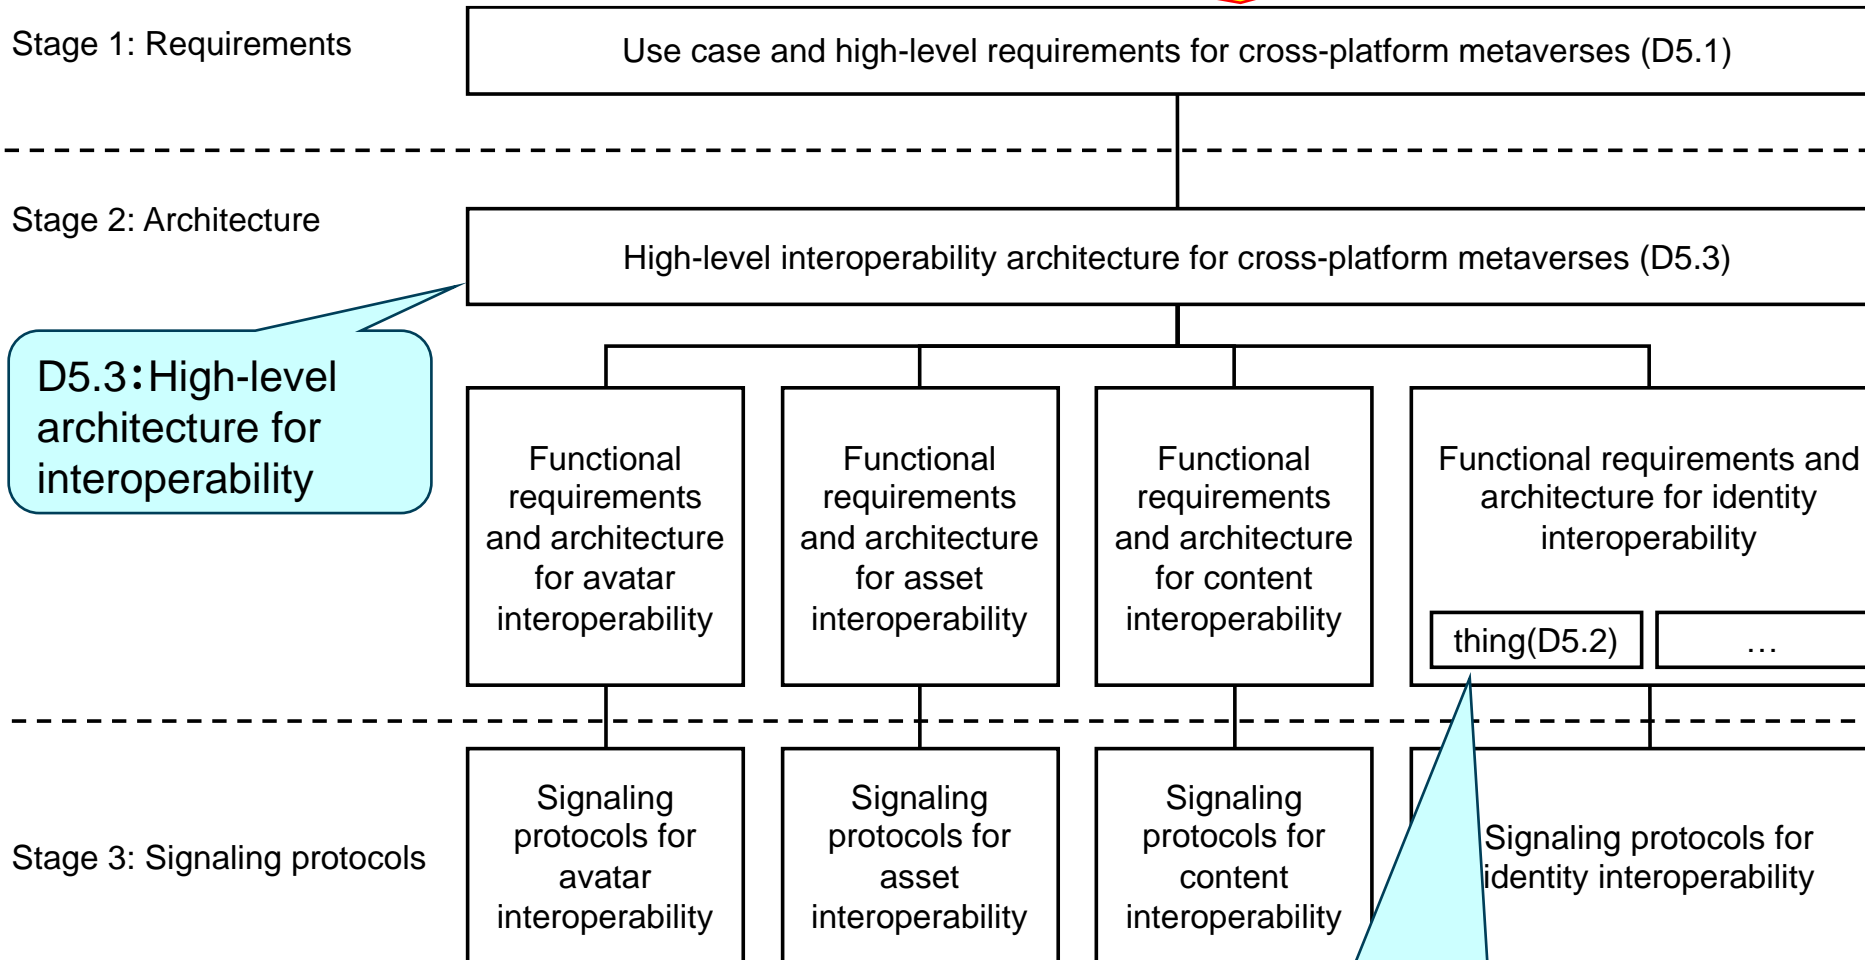 Stage 1: Requirements
Use case and high-level requirements for cross-platform metaverses (D5.1)
Stage 2: Architecture
High-level interoperability architecture for cross-platform metaverses (D5.3)
D5.3:High-level
architecture for
interoperability
Functional
requirements
and architecture
for avatar
interoperability
Functional
requirements
and architecture
for asset
interoperability
Functional
requirements
and architecture
for content
interoperability
Functional requirements and
architecture for identity
interoperability
thing(D5.2)
…
Stage 3: Signaling protocols
Signaling
protocols for
avatar
interoperability
Signaling
protocols for
asset
interoperability
Signaling
protocols for
content
interoperability
Signaling protocols for
identity interoperability